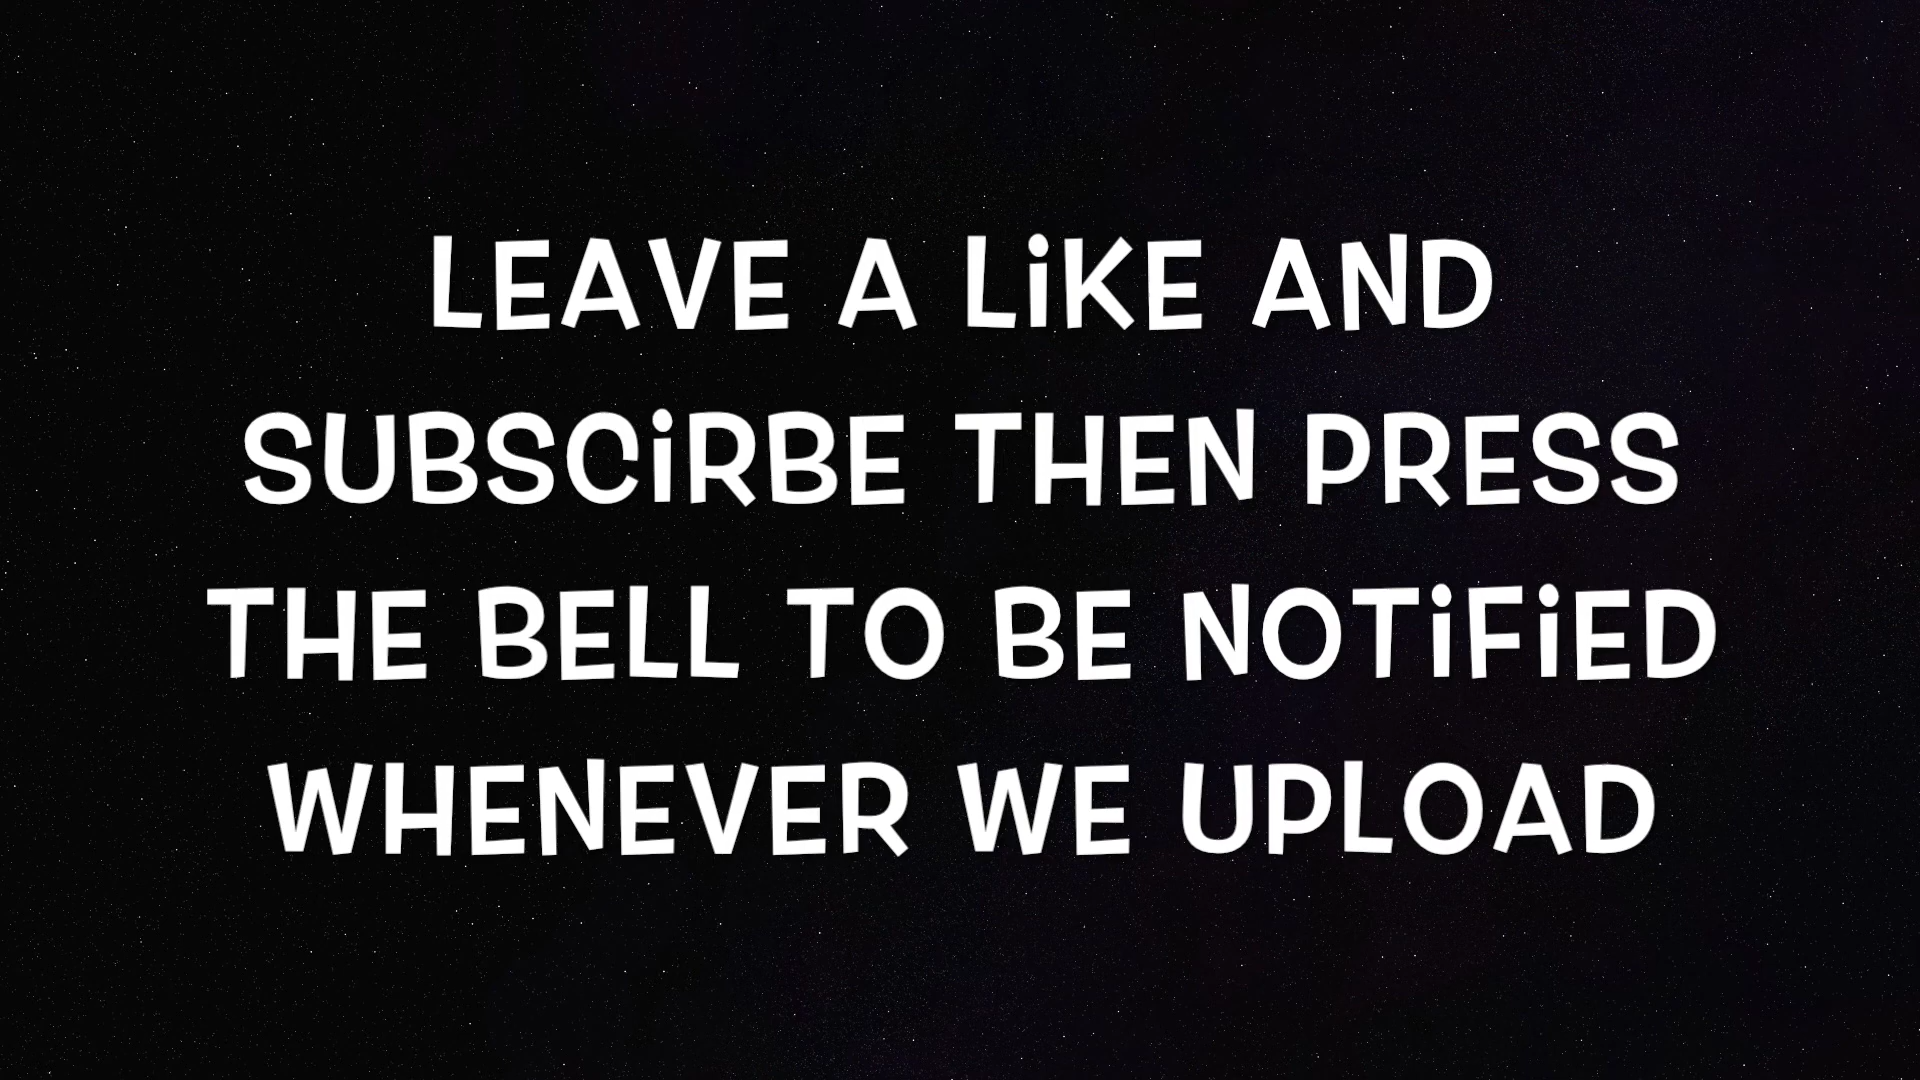 LEAVE A LiKE AND
SUBSCiRBE THEN PRESS
THE BELL TO BE NOTiFiED
WHENEVER WE UPLOAD